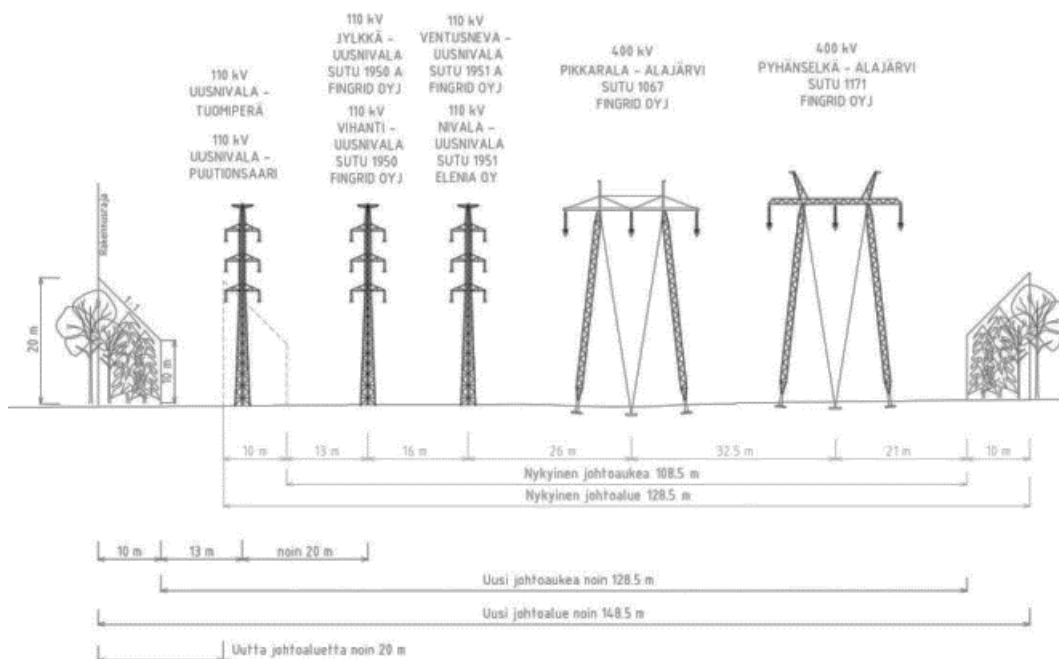 110 kV
UUSNIVALA -
TUOMIPERÄ
110 kV
UUSNIVALA -
PUUTIONSAARI
110 kV
JYLKKÄ -
UUSNIVALA
SUTU 1950 A
FINGRID OYJ
110 kV
VIHANTI -
UUSNIVALA
SUTU 1950
FINGRID OYJ
110 kV
VENTUSNEVA -
UUSNIVALA
SUTU 1951 A
FINGRID OYJ
110 kV
NIVALA -
UUSNIVALA
SUTU 1951
ELENIA OY
400 kV
PIKKARALA - ALAJÄRVI
SUTU 1067
FINGRID OYJ
400 kV
PYHÄNSELKÄ - ALAJÄRVI
SUTU 1171
FINGRID OYJ
Rakennusraja
1:1
20 m
10 m
10 m
13 m
16 m
26 m
32.5 m
21 m
10 m
Nykyinen johtoaukea 108.5 m
Nykyinen johtoalue 128.5 m
10 m
13 m
noin 20 m
Uusi johtoaukea noin 128.5 m
Uusi johtoalue noin 148.5 m
Uutta johtoaluetta noin 20 m